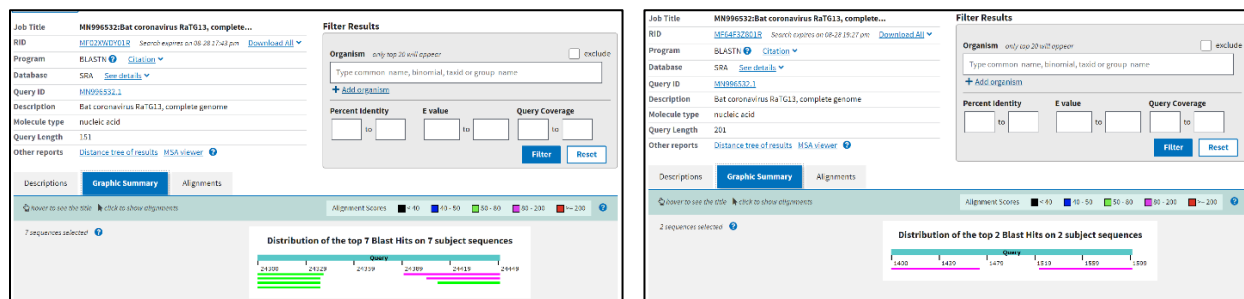 Job Title MN996532:Bat coronavirus RaTG13, complete...
RID MF02XWDY01R Search expires on 08-28 17:43 pm Download All
Program BLASTN Citation
Database SRA See details
Query ID MN996532.1
Description Bat coronavirus RaTG13, complete genome
Molecule type nucleic acid
Query Length 151
Other reports Distance tree of results MSA viewer
Filter Results
Organism only top 20 will appear exclude
Type common name, binomial, taxid or group name
+ Add organism
Percent Identity E value Query Coverage
to to to
Filter Reset
Descriptions Graphic Summary Alignments
hover to see the title click to show alignments Alignment Scores < 40 40 - 50 50 - 80 80 - 200 >= 200
7 sequences selected
Distribution of the top 7 Blast Hits on 7 subject sequences
Query
24300 24329 24359 24389 24419 24449
Job Title MN996532:Bat coronavirus RaTG13, complete...
RID MF64F3Z801R Search expires on 08-28 19:27 pm Download All
Program BLASTN Citation
Database SRA See details
Query ID MN996532.1
Description Bat coronavirus RaTG13, complete genome
Molecule type nucleic acid
Query Length 201
Other reports Distance tree of results MSA viewer
Filter Results
Organism only top 20 will appear exclude
Type common name, binomial, taxid or group name
+ Add organism
Percent Identity E value Query Coverage
to to to
Filter Reset
Descriptions Graphic Summary Alignments
hover to see the title click to show alignments Alignment Scores < 40 40 - 50 50 - 80 80 - 200 >= 200
2 sequences selected
Distribution of the top 2 Blast Hits on 2 subject sequences
Query
1400 1439 1479 1519 1559 1599